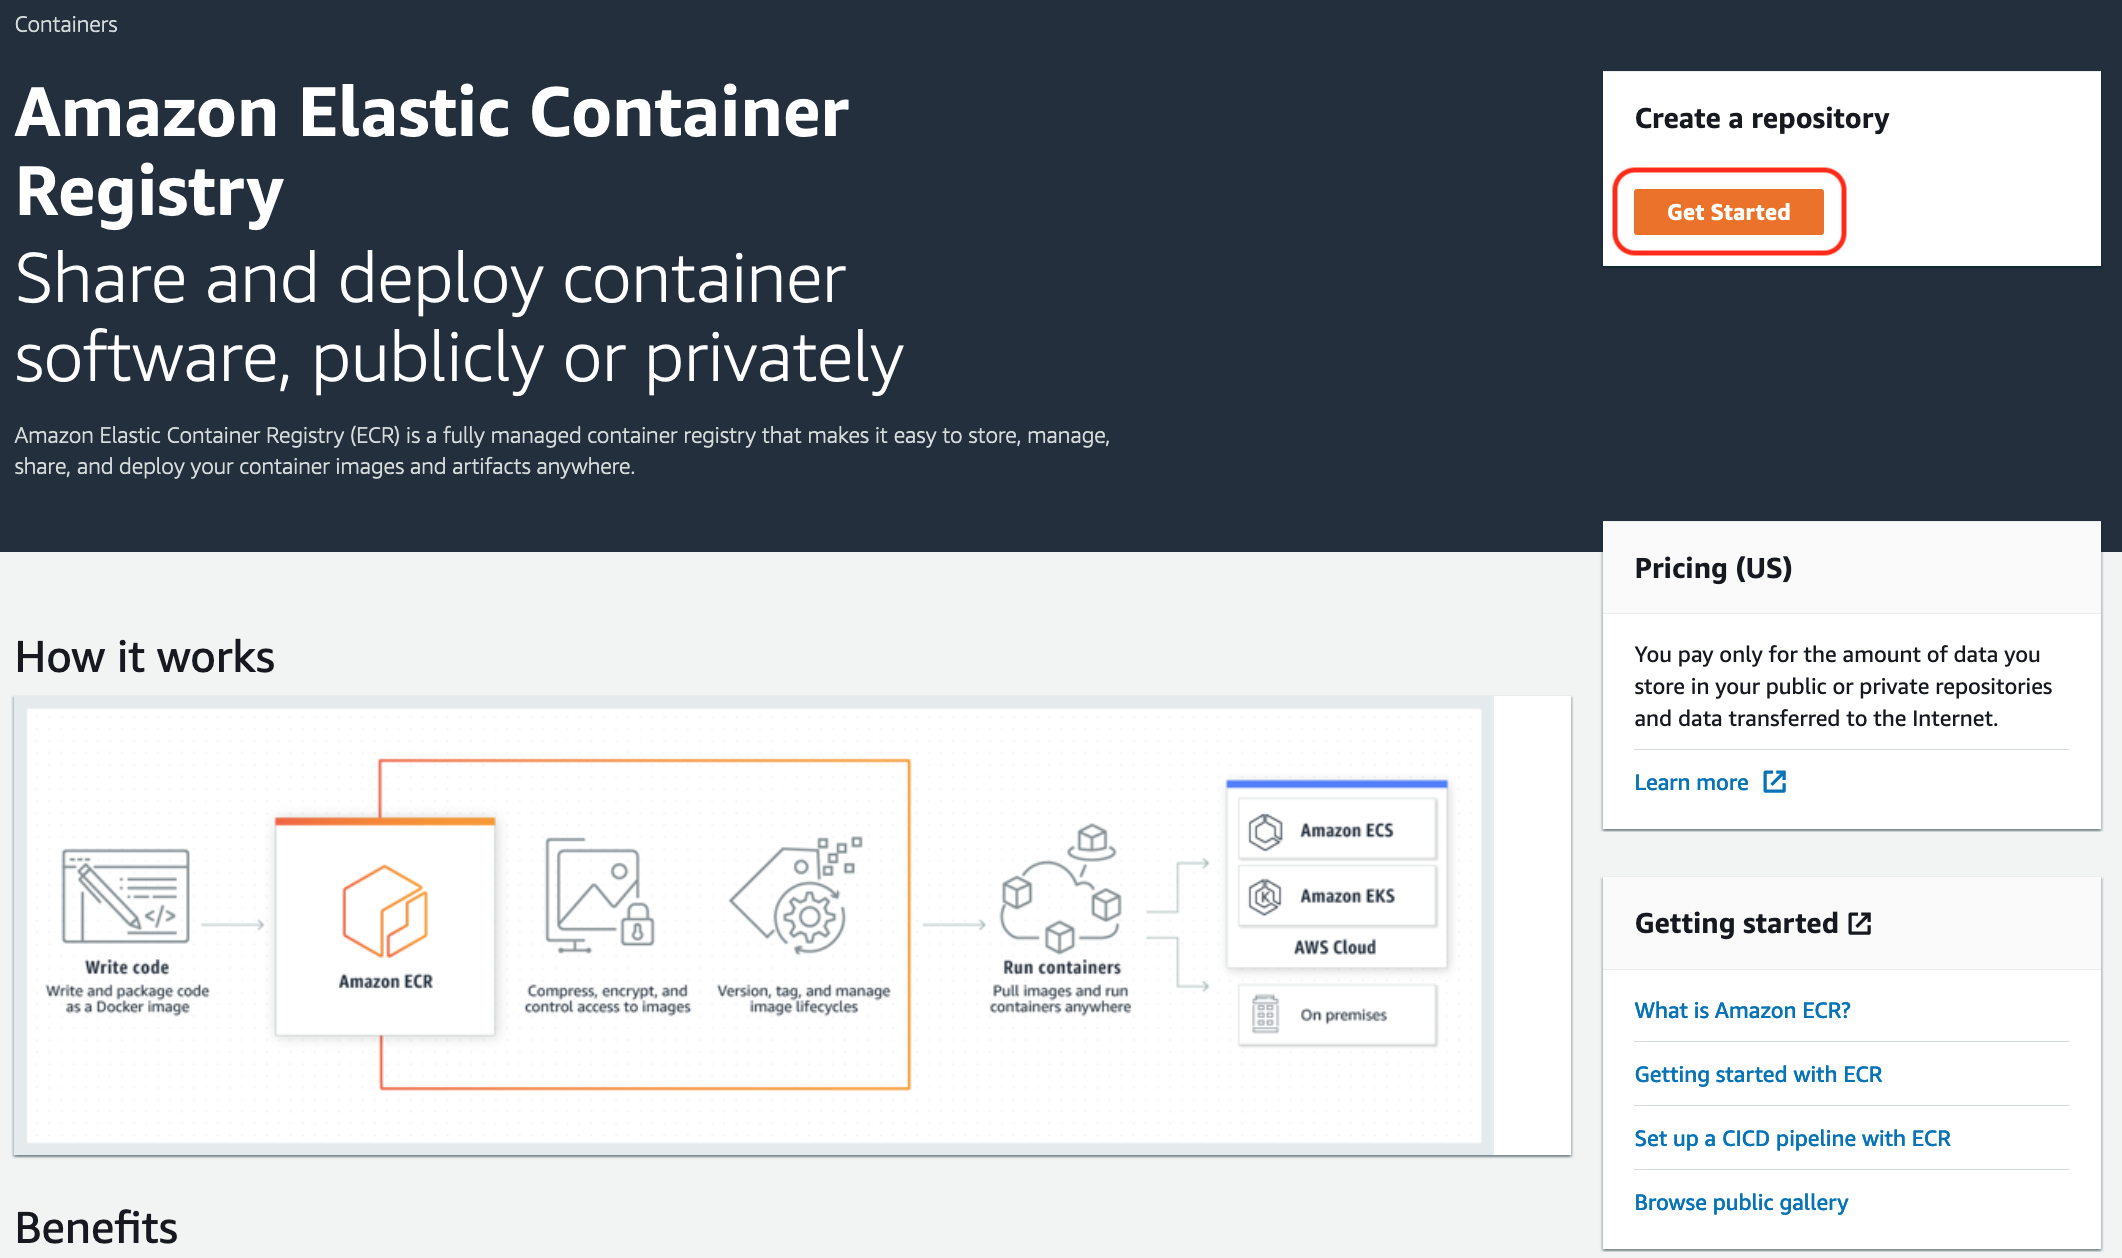 Containers
Amazon Elastic Container
Registry
Share and deploy container
software, publicly or privately
Amazon Elastic Container Registry (ECR) is a fully managed container registry that makes it easy to store, manage,
share, and deploy your container images and artifacts anywhere.
Create a repository
Get Started
How it works
Write code
Write and package code
as a Docker image
Amazon ECR
Compress, encrypt, and
control access to images
Version, tag, and manage
image lifecycles
Run containers
Pull images and run
containers anywhere
Amazon ECS
Amazon EKS
AWS Cloud
On premises
Benefits
Pricing (US)
You pay only for the amount of data you
store in your public or private repositories
and data transferred to the Internet.
Learn more
Getting started
What is Amazon ECR?
Getting started with ECR
Set up a CICD pipeline with ECR
Browse public gallery